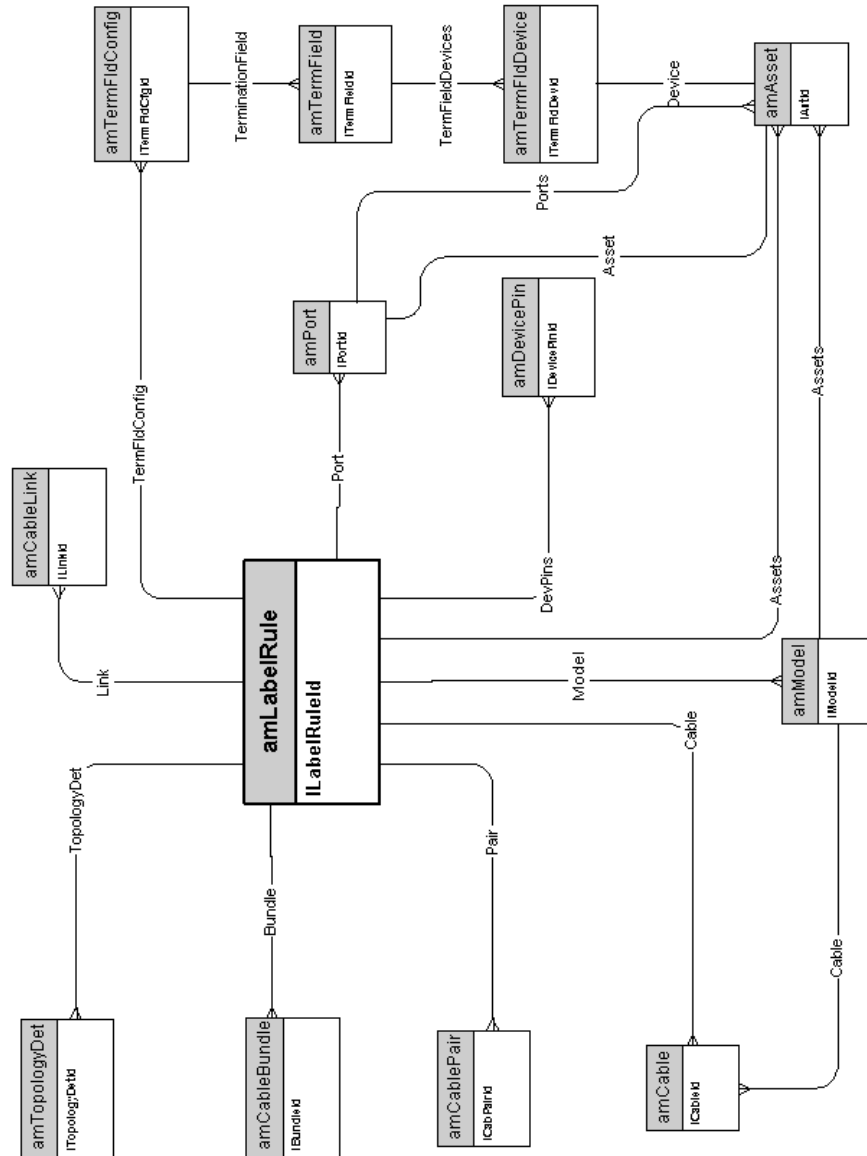 amTermFldConfig
lTermFldCfgId
TerminationField
amTermField
lTermFieldId
TermFieldDevices
amTermFldDevice
lTermFldDevId
Device
amAsset
lAstId
Ports
Asset
amPort
lPortId
Port
amDevicePin
lDevicePinId
DevPins
Assets
Assets
TermFldConfig
amCableLink
lLinkId
Link
amLabelRule
lLabelRuleId
Model
amModel
lModelId
Cable
Cable
TopologyDet
amTopologyDet
lTopologyDetId
Bundle
amCableBundle
lBundleId
Pair
amCablePair
lCabPairId
amCable
lCableId